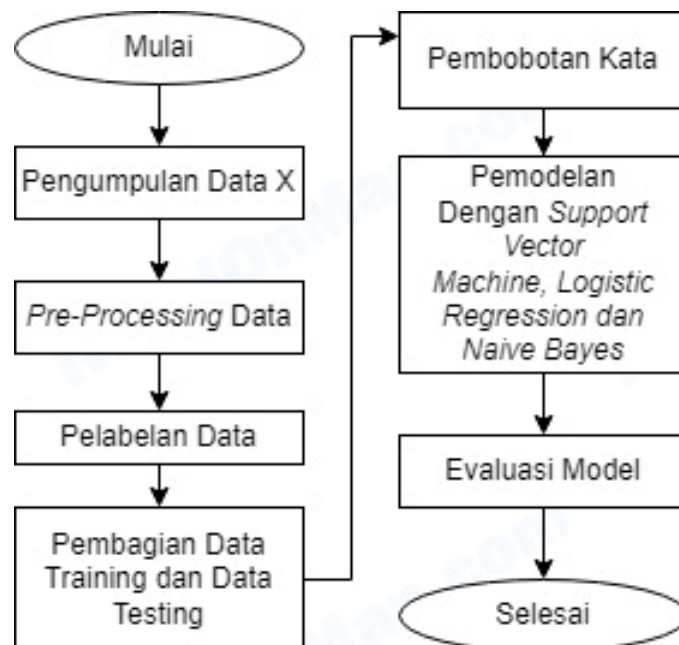 Mulai
Pengumpulan Data X
Pre-Processing Data
Pelabelan Data
Pembagian Data
Training dan Data
Testing
Pembobotan Kata
Pemodelan
Dengan Support
Vector
Machine, Logistic
Regression dan
Naive Bayes
Evaluasi Model
Selesai